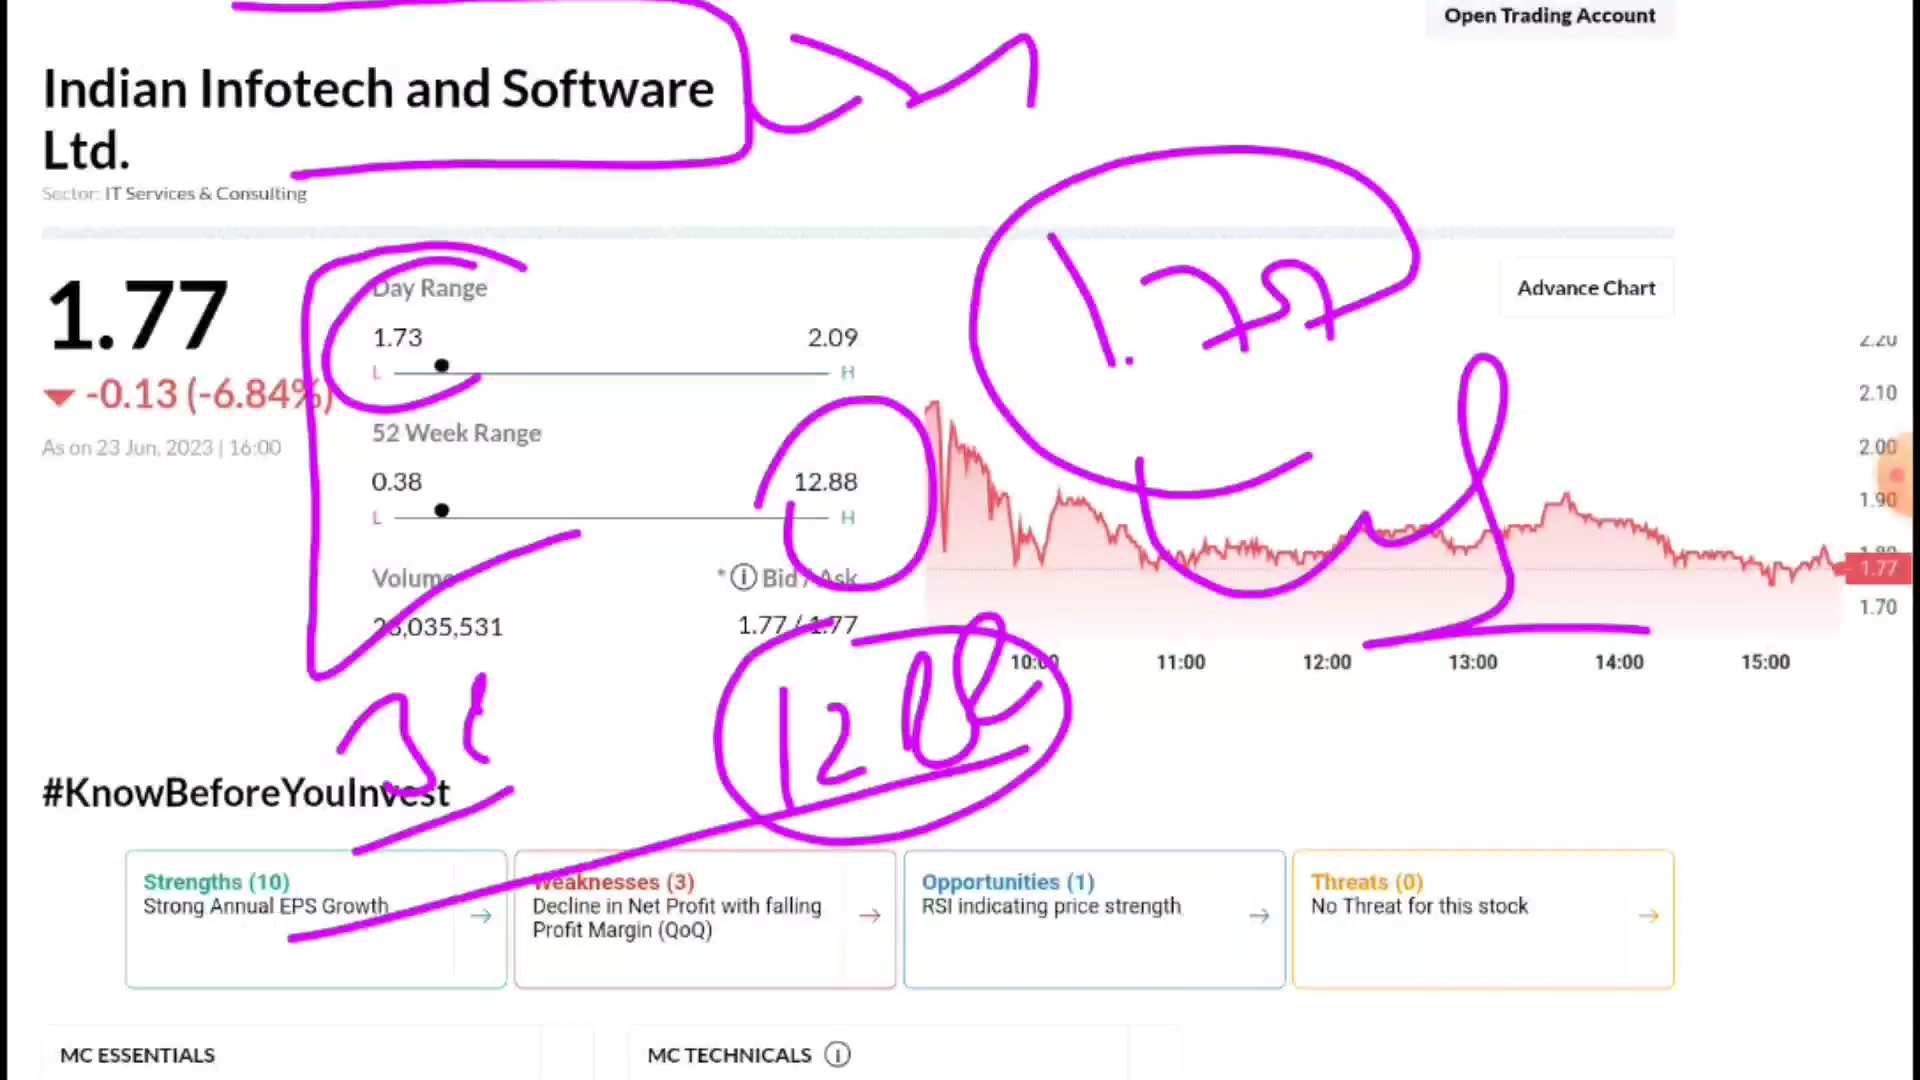 Open Trading Account
Indian Infotech and Software
Ltd.
Sector: IT Services & Consulting
1.77
-0.13 (-6.84%)
As on 23 Jun, 2023 | 16:00
Day Range
1.73 2.09
L H
52 Week Range
0.38 12.88
L H
Volume * Bid / Ask
1.77 / 1.77
Advance Chart
2.20
2.10
2.00
1.90
1.80
1.77
1.70
10:00 11:00 12:00 13:00 14:00 15:00
#KnowBeforeYouInvest
Strengths (10)
Strong Annual EPS Growth
Weaknesses (3)
Decline in Net Profit with falling
Profit Margin (QoQ)
Opportunities (1)
RSI indicating price strength
Threats (0)
No Threat for this stock
MC ESSENTIALS
MC TECHNICALS